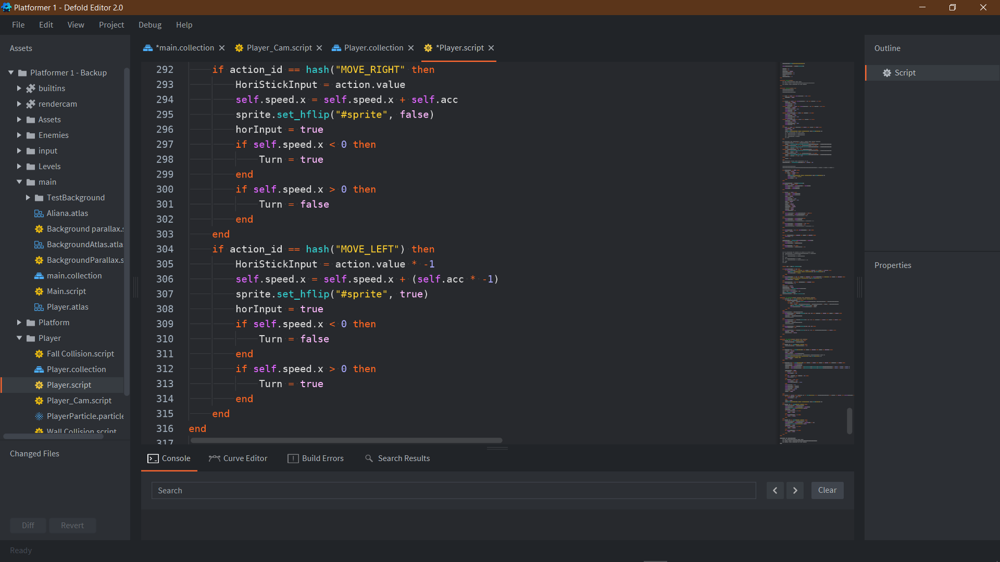 Platformer 1 - Defold Editor 2.0
File Edit View Project Debug Help
Assets
Platformer 1 - Backup
builtins
rendercam
Assets
Enemies
input
Levels
main
TestBackground
Aliana.atlas
Background parallax.s
BackgroundAtlas.atla
BackgroundParallax.s
main.collection
Main.script
Player.atlas
Platform
Player
Fall Collision.script
Player.collection
Player.script
Player_Cam.script
PlayerParticle.particle
Wall Collision.script
Changed Files
Diff Revert
Ready
*main.collection Player_Cam.script Player.collection *Player.script
292 if action_id == hash("MOVE_RIGHT" then
293 HoriStickInput = action.value
294 self.speed.x = self.speed.x + self.acc
295 sprite.set_hflip("#sprite", false)
296 horInput = true
297 if self.speed.x < 0 then
298 Turn = true
299 end
300 if self.speed.x > 0 then
301 Turn = false
302 end
303 end
304 if action_id == hash("MOVE_LEFT") then
305 HoriStickInput = action.value * -1
306 self.speed.x = self.speed.x + (self.acc * -1)
307 sprite.set_hflip("#sprite", true)
308 horInput = true
309 if self.speed.x < 0 then
310 Turn = false
311 end
312 if self.speed.x > 0 then
313 Turn = true
314 end
315 end
316 end
317
Console Curve Editor Build Errors Search Results
Search
Clear
Outline
Script
Properties